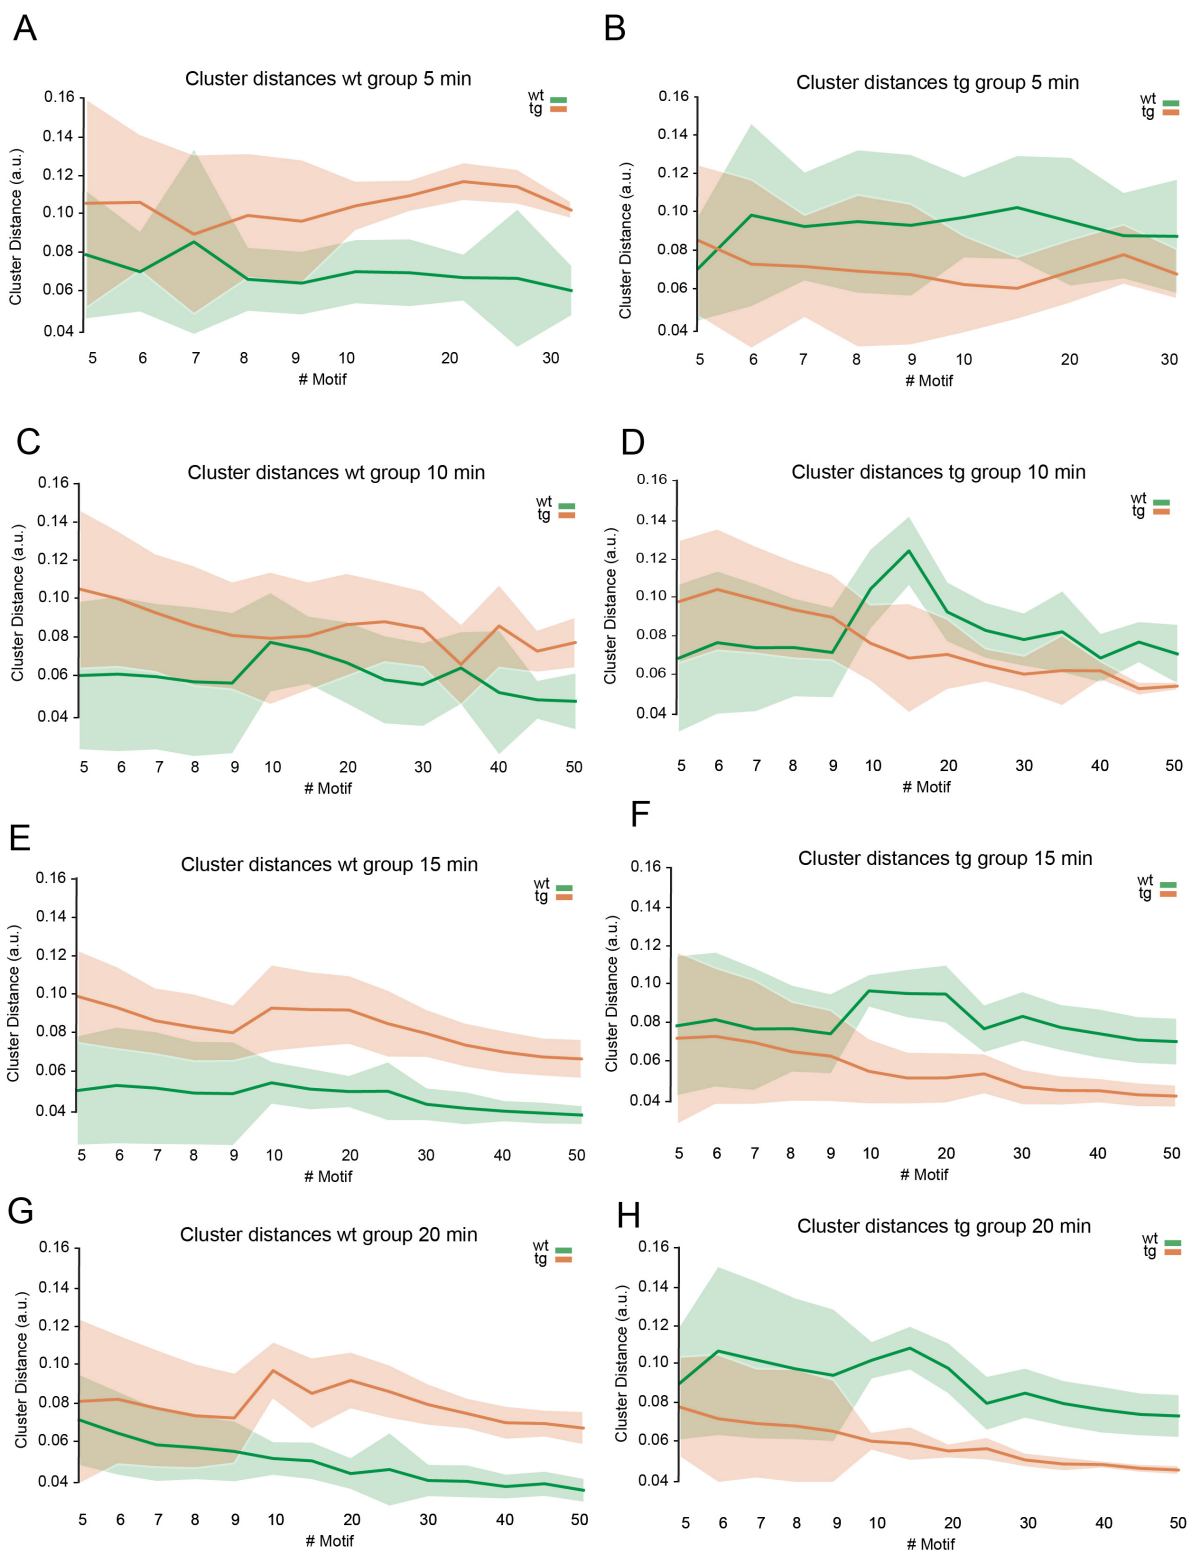 A
Cluster distances wt group 5 min
wt
tg
Cluster Distance (a.u.)
0.16
0.14
0.12
0.10
0.08
0.06
0.04
5 6 7 8 9 10 20 30
# Motif
B
Cluster distances tg group 5 min
wt
tg
Cluster Distance (a.u.)
0.16
0.14
0.12
0.10
0.08
0.06
0.04
5 6 7 8 9 10 20 30
# Motif
C
Cluster distances wt group 10 min
wt
tg
Cluster Distance (a.u.)
0.16
0.14
0.12
0.10
0.08
0.06
0.04
5 6 7 8 9 10 20 30 40 50
# Motif
D
Cluster distances tg group 10 min
wt
tg
Cluster Distance (a.u.)
0.16
0.14
0.12
0.10
0.08
0.06
0.04
5 6 7 8 9 10 20 30 40 50
# Motif
E
Cluster distances wt group 15 min
wt
tg
Cluster Distance (a.u.)
0.16
0.14
0.12
0.10
0.08
0.06
0.04
5 6 7 8 9 10 20 30 40 50
# Motif
F
Cluster distances tg group 15 min
wt
tg
Cluster Distance (a.u.)
0.16
0.14
0.12
0.10
0.08
0.06
0.04
5 6 7 8 9 10 20 30 40 50
# Motif
G
Cluster distances wt group 20 min
wt
tg
Cluster Distance (a.u.)
0.16
0.14
0.12
0.10
0.08
0.06
0.04
5 6 7 8 9 10 20 30 40 50
# Motif
H
Cluster distances tg group 20 min
wt
tg
Cluster Distance (a.u.)
0.16
0.14
0.12
0.10
0.08
0.06
0.04
5 6 7 8 9 10 20 30 40 50
# Motif